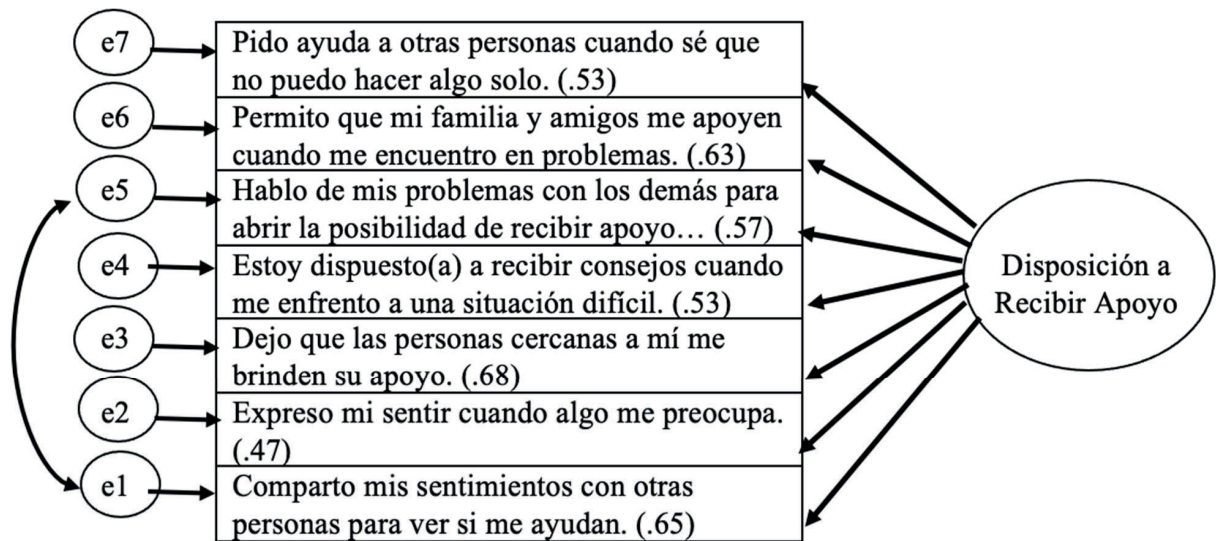 e7
Pido ayuda a otras personas cuando sé que
no puedo hacer algo solo. (.53)
e6
Permito que mi familia y amigos me apoyen
cuando me encuentro en problemas. (.63)
e5
Hablo de mis problemas con los demás para
abrir la posibilidad de recibir apoyo… (.57)
e4
Estoy dispuesto(a) a recibir consejos cuando
me enfrento a una situación difícil. (.53)
e3
Dejo que las personas cercanas a mí me
brinden su apoyo. (.68)
e2
Expreso mi sentir cuando algo me preocupa.
(.47)
e1
Comparto mis sentimientos con otras
personas para ver si me ayudan. (.65)
Disposición a
Recibir Apoyo